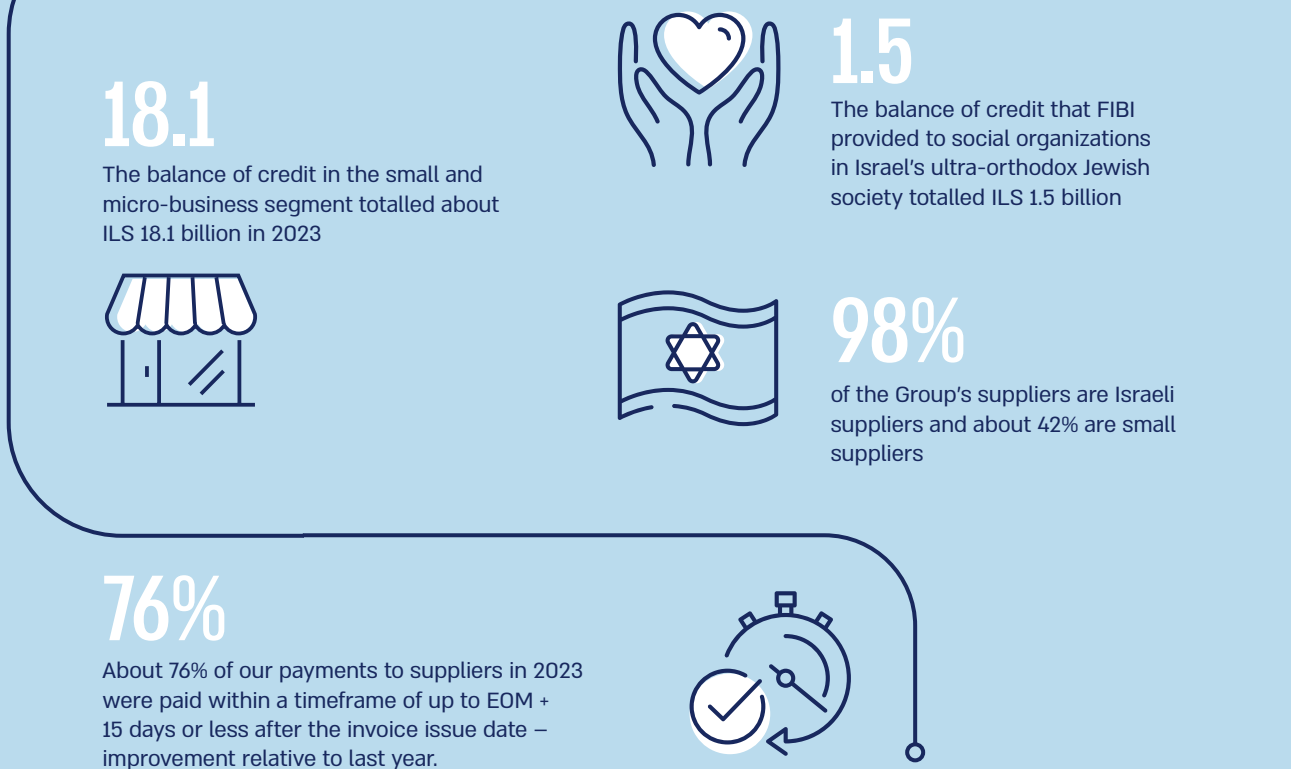 18.1
The balance of credit in the small and
micro-business segment totalled about
ILS 18.1 billion in 2023
1.5
The balance of credit that FIBI
provided to social organizations
in Israel's ultra-orthodox Jewish
society totalled ILS 1.5 billion
98%
of the Group's suppliers are Israeli
suppliers and about 42% are small
suppliers
76%
About 76% of our payments to suppliers in 2023
were paid within a timeframe of up to EOM +
15 days or less after the invoice issue date –
improvement relative to last year.